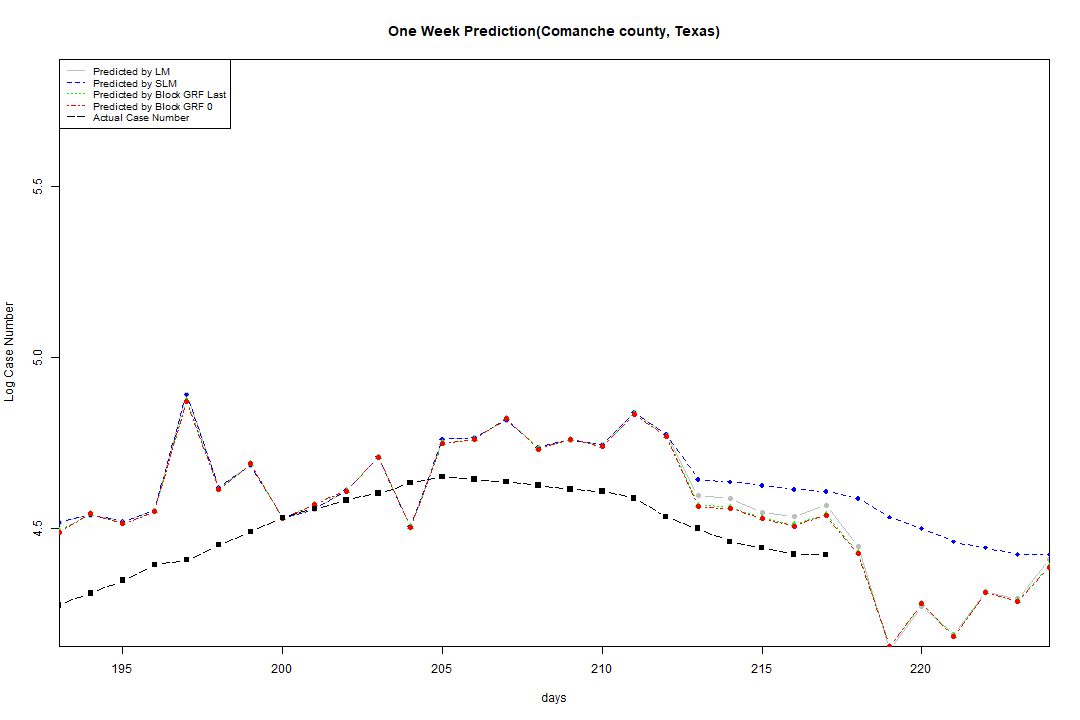 One Week Prediction(Comanche county, Texas)
Predicted by LM
Predicted by SLM
Predicted by Block GRF Last
Predicted by Block GRF 0
Actual Case Number
5.5
5.0
4.5
Log Case Number
195 200 205 210 215 220
days